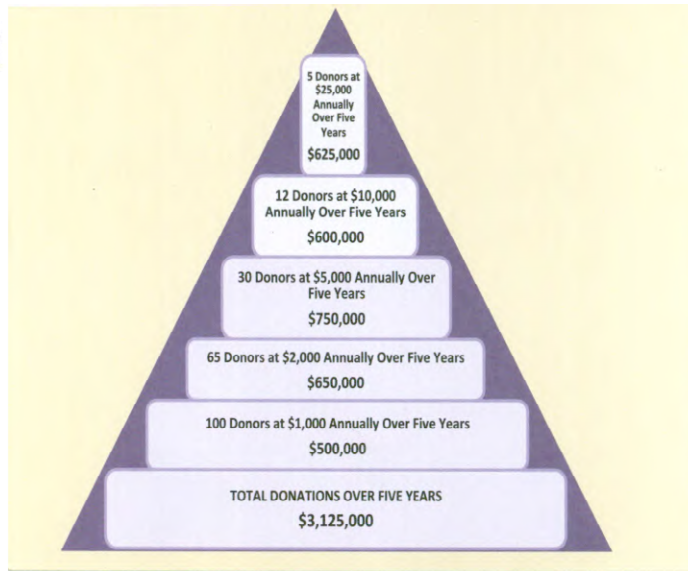 5 Donors at
$25,000
Annually
Over Five
Years
$625,000
12 Donors at $10,000
Annually Over Five Years
$600,000
30 Donors at $5,000 Annually Over
Five Years
$750,000
65 Donors at $2,000 Annually Over Five Years
$650,000
100 Donors at $1,000 Annually Over Five Years
$500,000
TOTAL DONATIONS OVER FIVE YEARS
$3,125,000